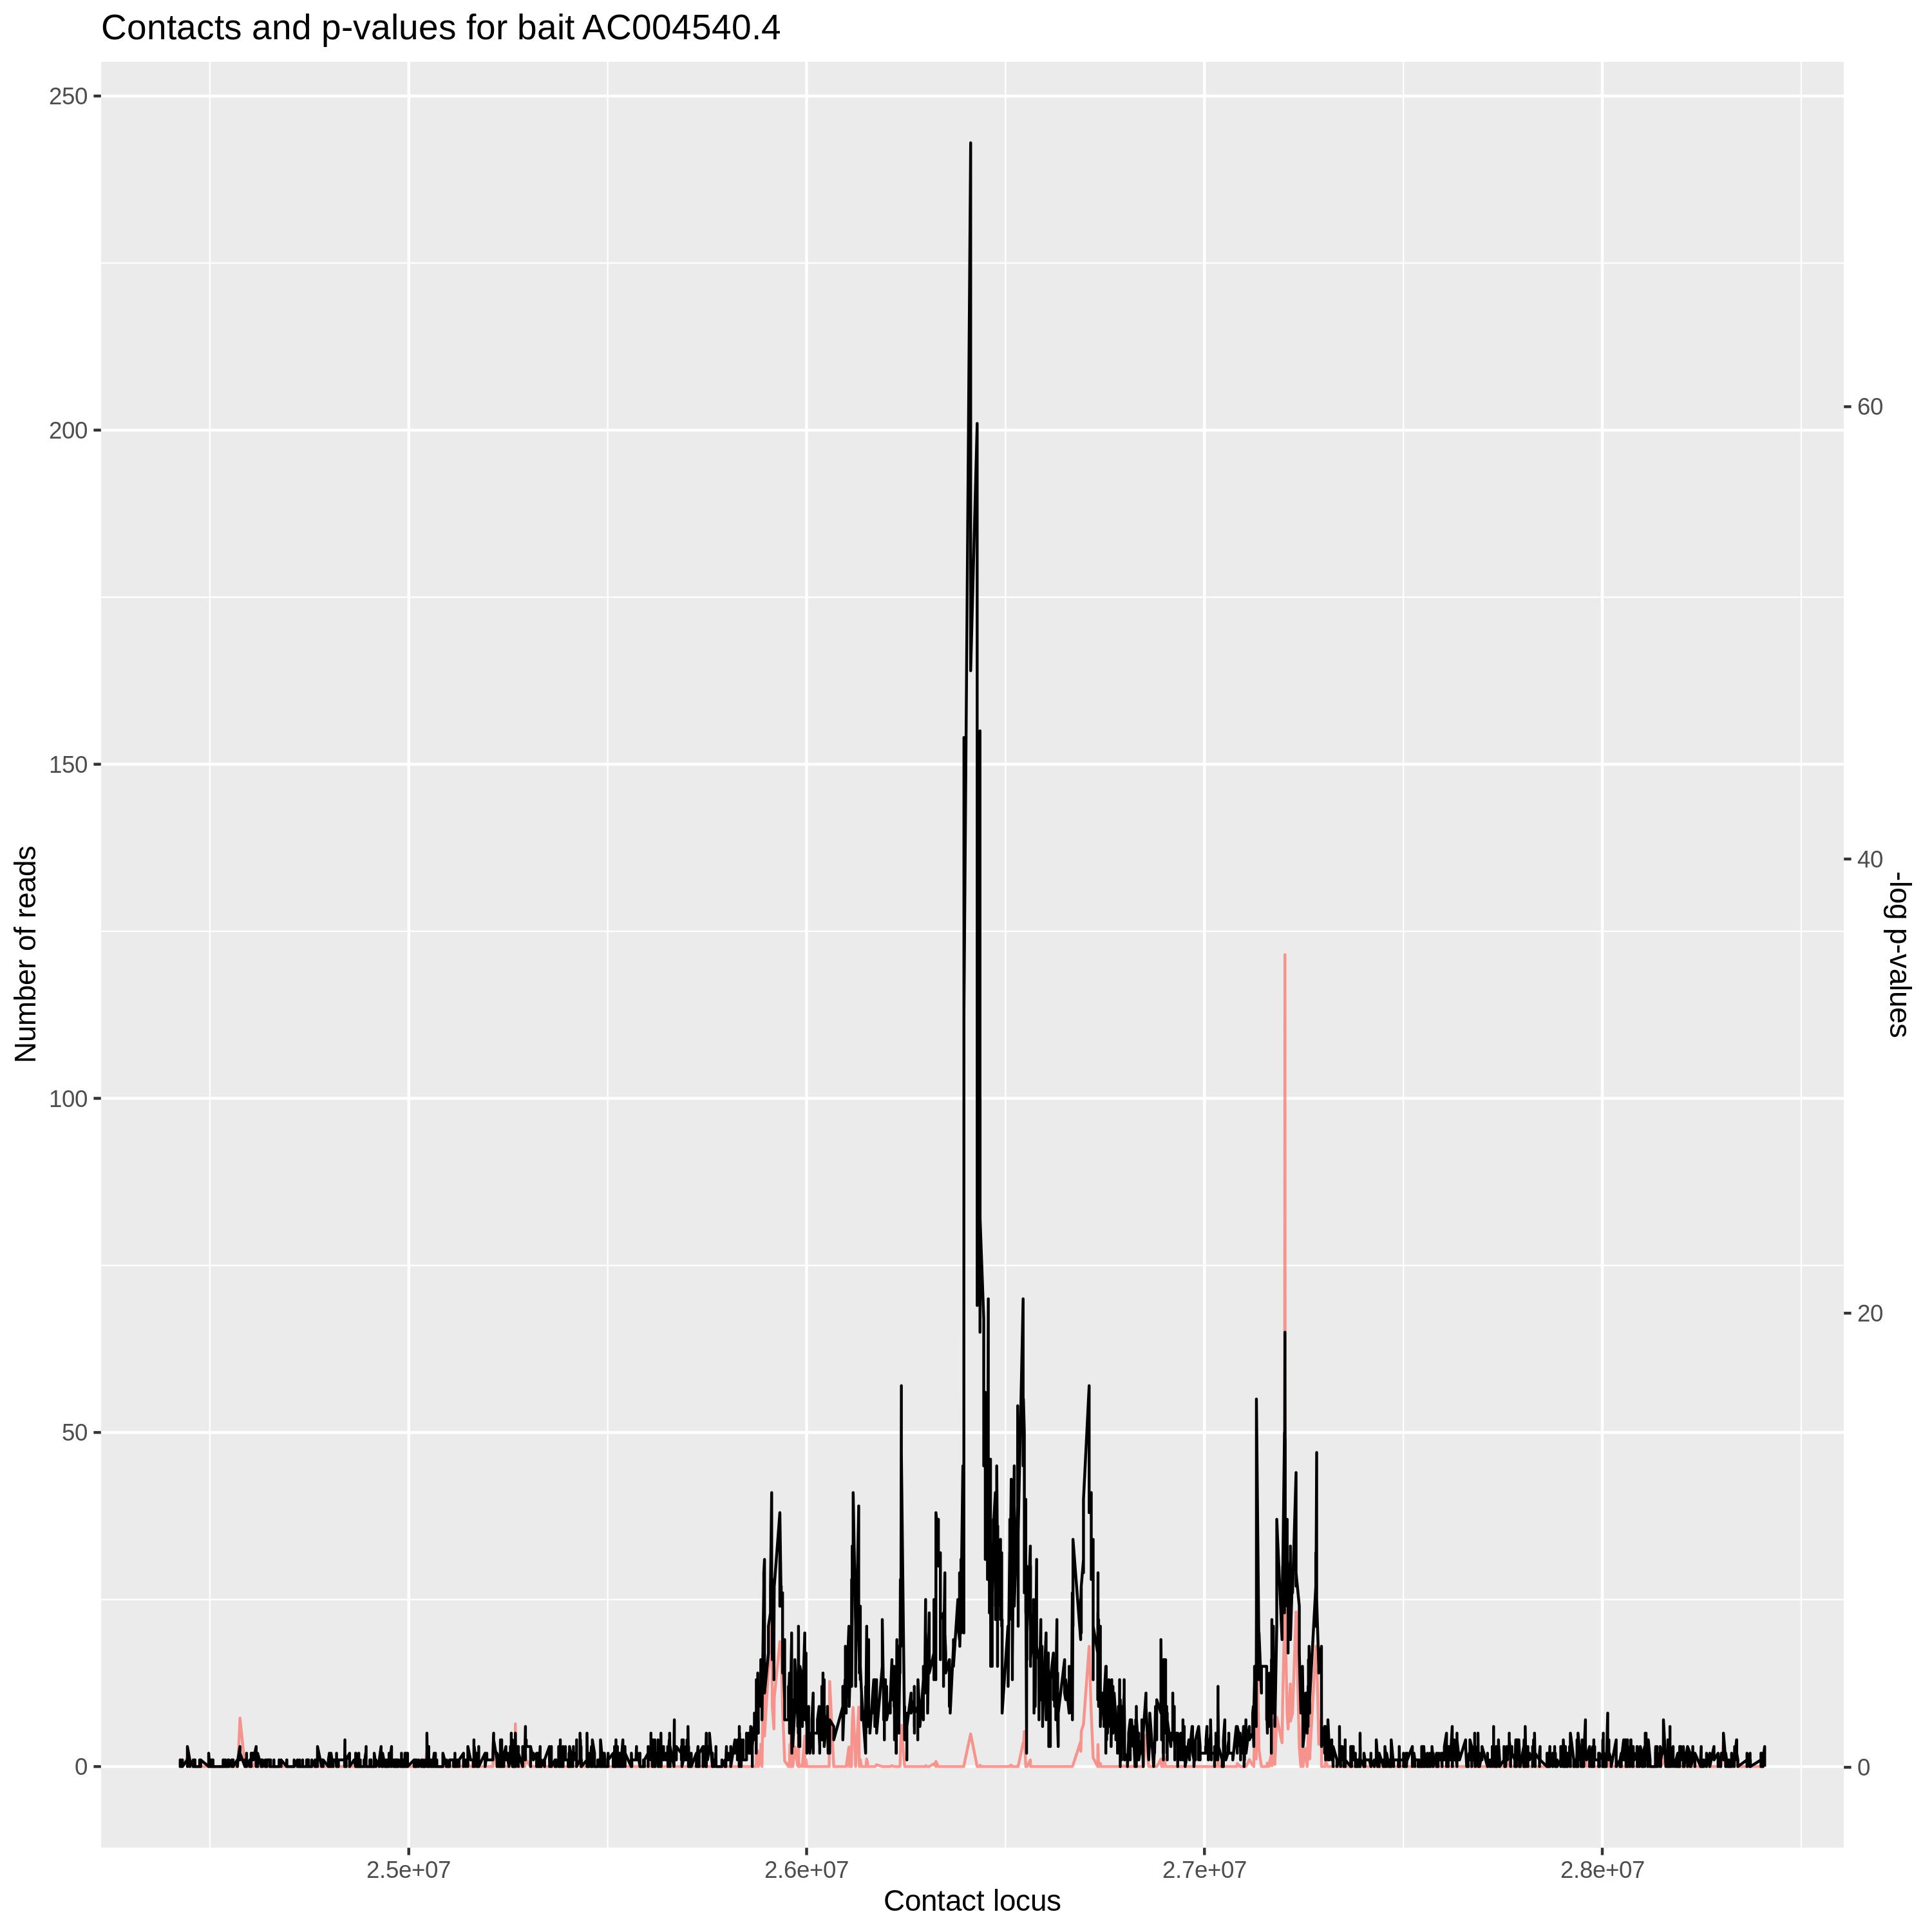 Contacts and p-values for bait AC004540.4
250
200
150
100
50
0
Number of reads
60
40
20
0
-log p-values
2.5e+07
2.6e+07
2.7e+07
2.8e+07
Contact locus